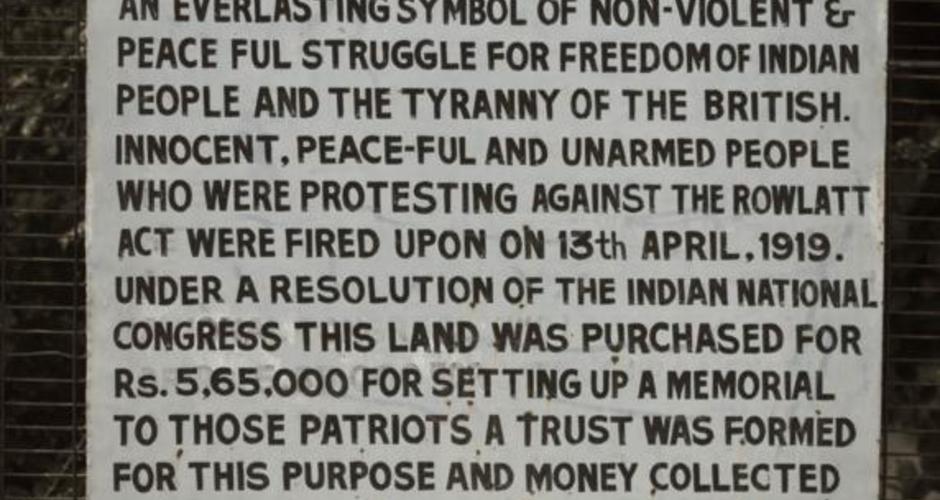 AN EVERLASTING SYMBOL OF NON-VIOLENT &
PEACE FUL STRUGGLE FOR FREEDOM OF INDIAN
PEOPLE AND THE TYRANNY OF THE BRITISH.
INNOCENT, PEACE-FUL AND UNARMED PEOPLE
WHO WERE PROTESTING AGAINST THE ROWLATT
ACT WERE FIRED UPON ON 13th APRIL, 1919.
UNDER A RESOLUTION OF THE INDIAN NATIONAL
CONGRESS THIS LAND WAS PURCHASED FOR
Rs. 5,65,000 FOR SETTING UP A MEMORIAL
TO THOSE PATRIOTS A TRUST WAS FORMED
FOR THIS PURPOSE AND MONEY COLLECTED